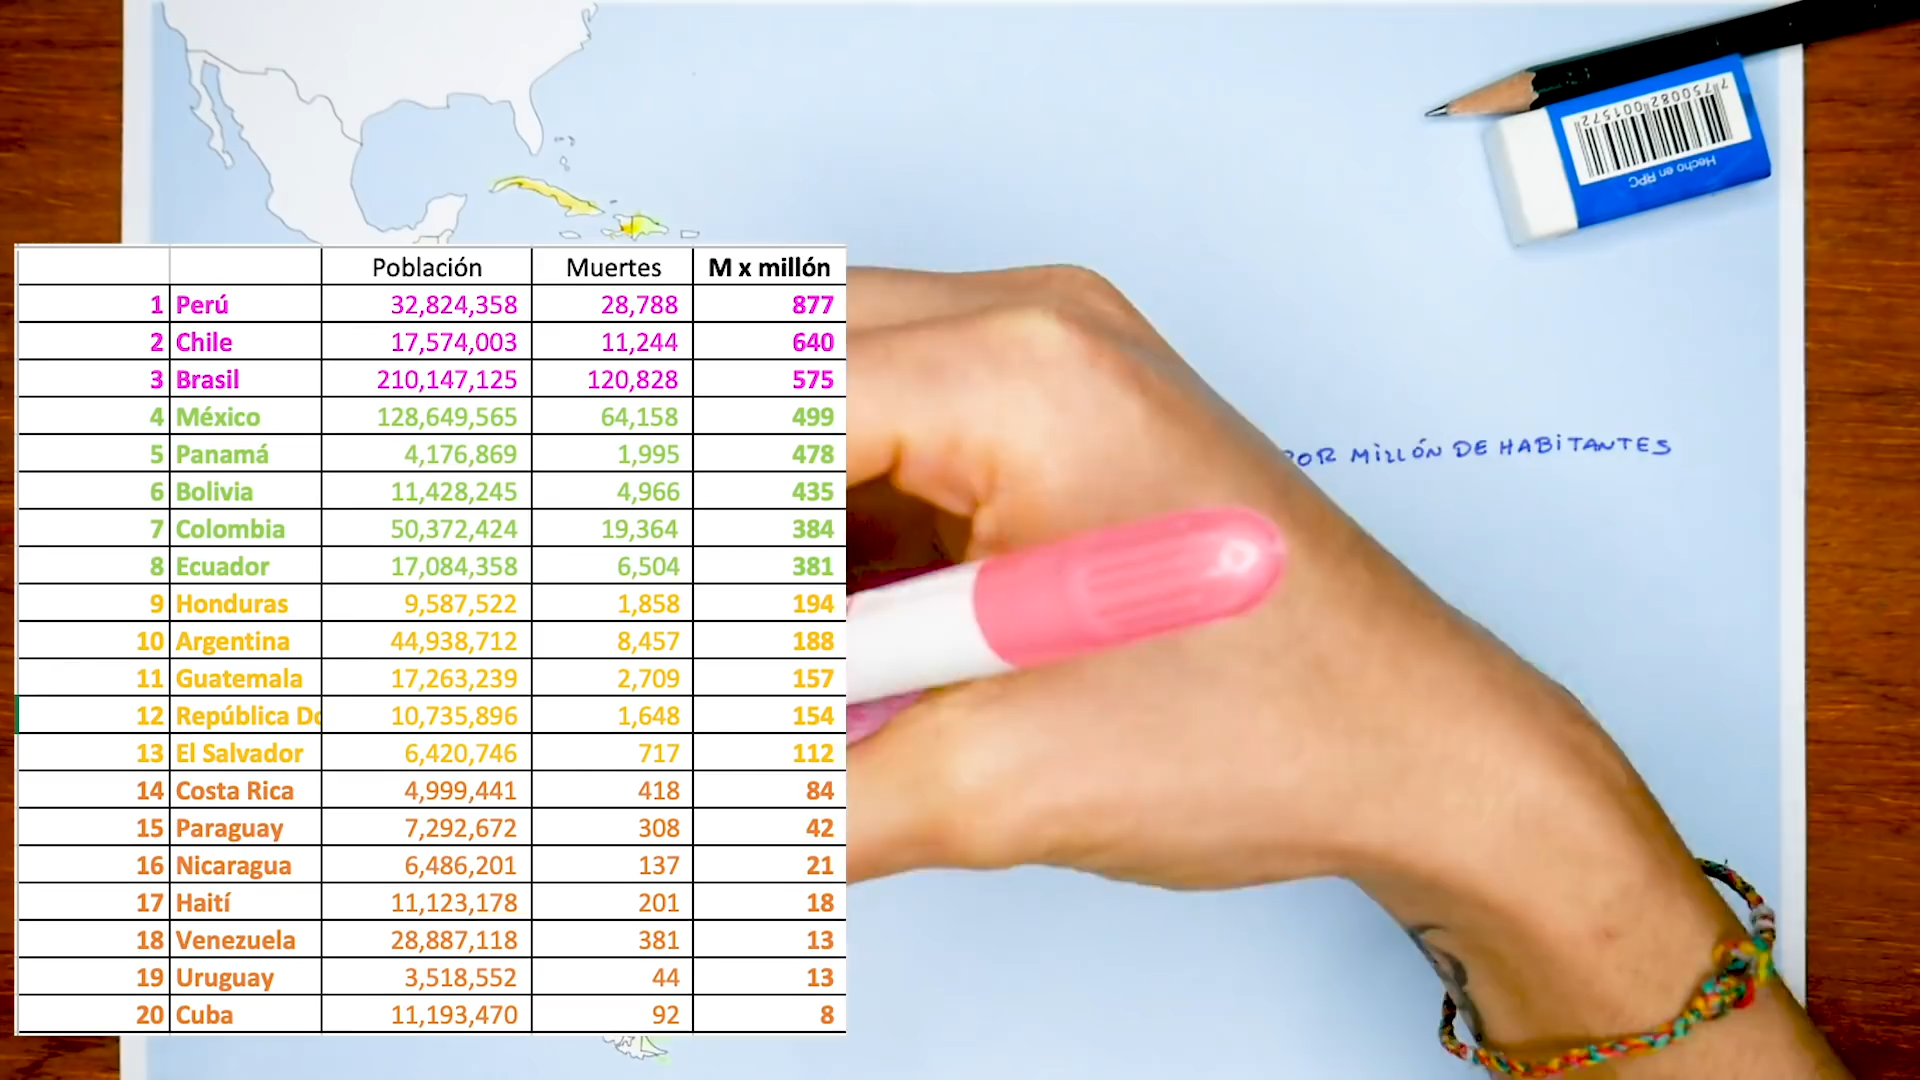 Población Muertes M x millón
1 Perú 32,824,358 28,788 877
2 Chile 17,574,003 11,244 640
3 Brasil 210,147,125 120,828 575
4 México 128,649,565 64,158 499
5 Panamá 4,176,869 1,995 478
6 Bolivia 11,428,245 4,966 435
7 Colombia 50,372,424 19,364 384
8 Ecuador 17,084,358 6,504 381
9 Honduras 9,587,522 1,858 194
10 Argentina 44,938,712 8,457 188
11 Guatemala 17,263,239 2,709 157
12 República Do 10,735,896 1,648 154
13 El Salvador 6,420,746 717 112
14 Costa Rica 4,999,441 418 84
15 Paraguay 7,292,672 308 42
16 Nicaragua 6,486,201 137 21
17 Haití 11,123,178 201 18
18 Venezuela 28,887,118 381 13
19 Uruguay 3,518,552 44 13
20 Cuba 11,193,470 92 8
POR MILLÓN DE HABITANTES
7750082001572
Hecho en RPC